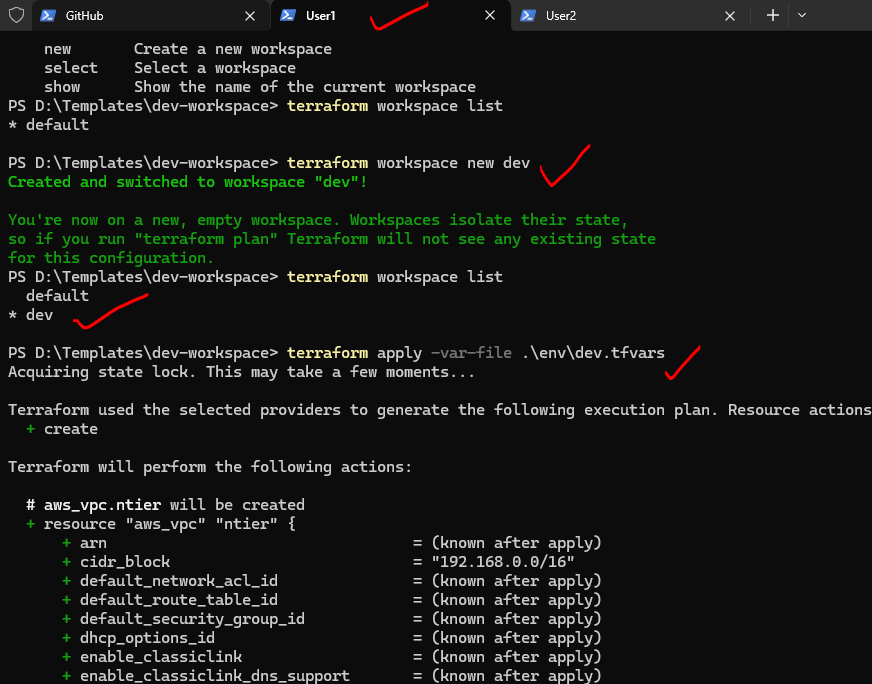 GitHub
User1
User2
new Create a new workspace
select Select a workspace
show Show the name of the current workspace
PS D:\Templates\dev-workspace> terraform workspace list
* default
PS D:\Templates\dev-workspace> terraform workspace new dev
Created and switched to workspace "dev"!
You're now on a new, empty workspace. Workspaces isolate their state,
so if you run "terraform plan" Terraform will not see any existing state
for this configuration.
PS D:\Templates\dev-workspace> terraform workspace list
default
* dev
PS D:\Templates\dev-workspace> terraform apply -var-file .\env\dev.tfvars
Acquiring state lock. This may take a few moments...
Terraform used the selected providers to generate the following execution plan. Resource actions
+ create
Terraform will perform the following actions:
# aws_vpc.ntier will be created
+ resource "aws_vpc" "ntier" {
+ arn = (known after apply)
+ cidr_block = "192.168.0.0/16"
+ default_network_acl_id = (known after apply)
+ default_route_table_id = (known after apply)
+ default_security_group_id = (known after apply)
+ dhcp_options_id = (known after apply)
+ enable_classiclink = (known after apply)
+ enable_classiclink_dns_support = (known after apply)